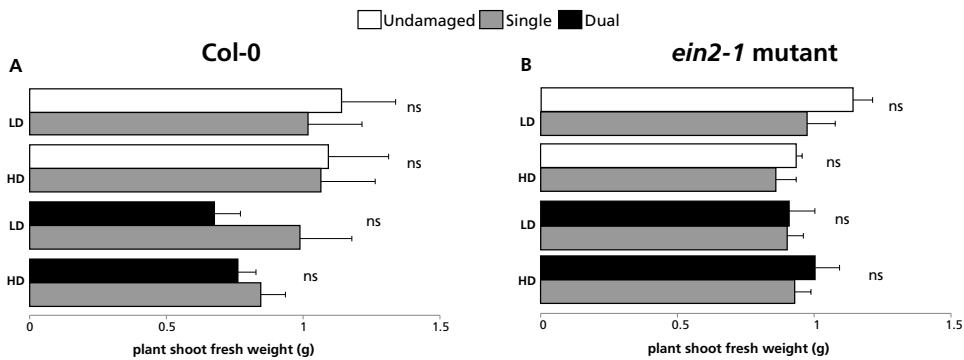 Undamaged Single Dual
A Col-0
B ein2-1 mutant
LD ns
HD ns
LD ns
HD ns
0 0.5 1 1.5
plant shoot fresh weight (g)
LD ns
HD ns
LD ns
HD ns
0 0.5 1 1.5
plant shoot fresh weight (g)